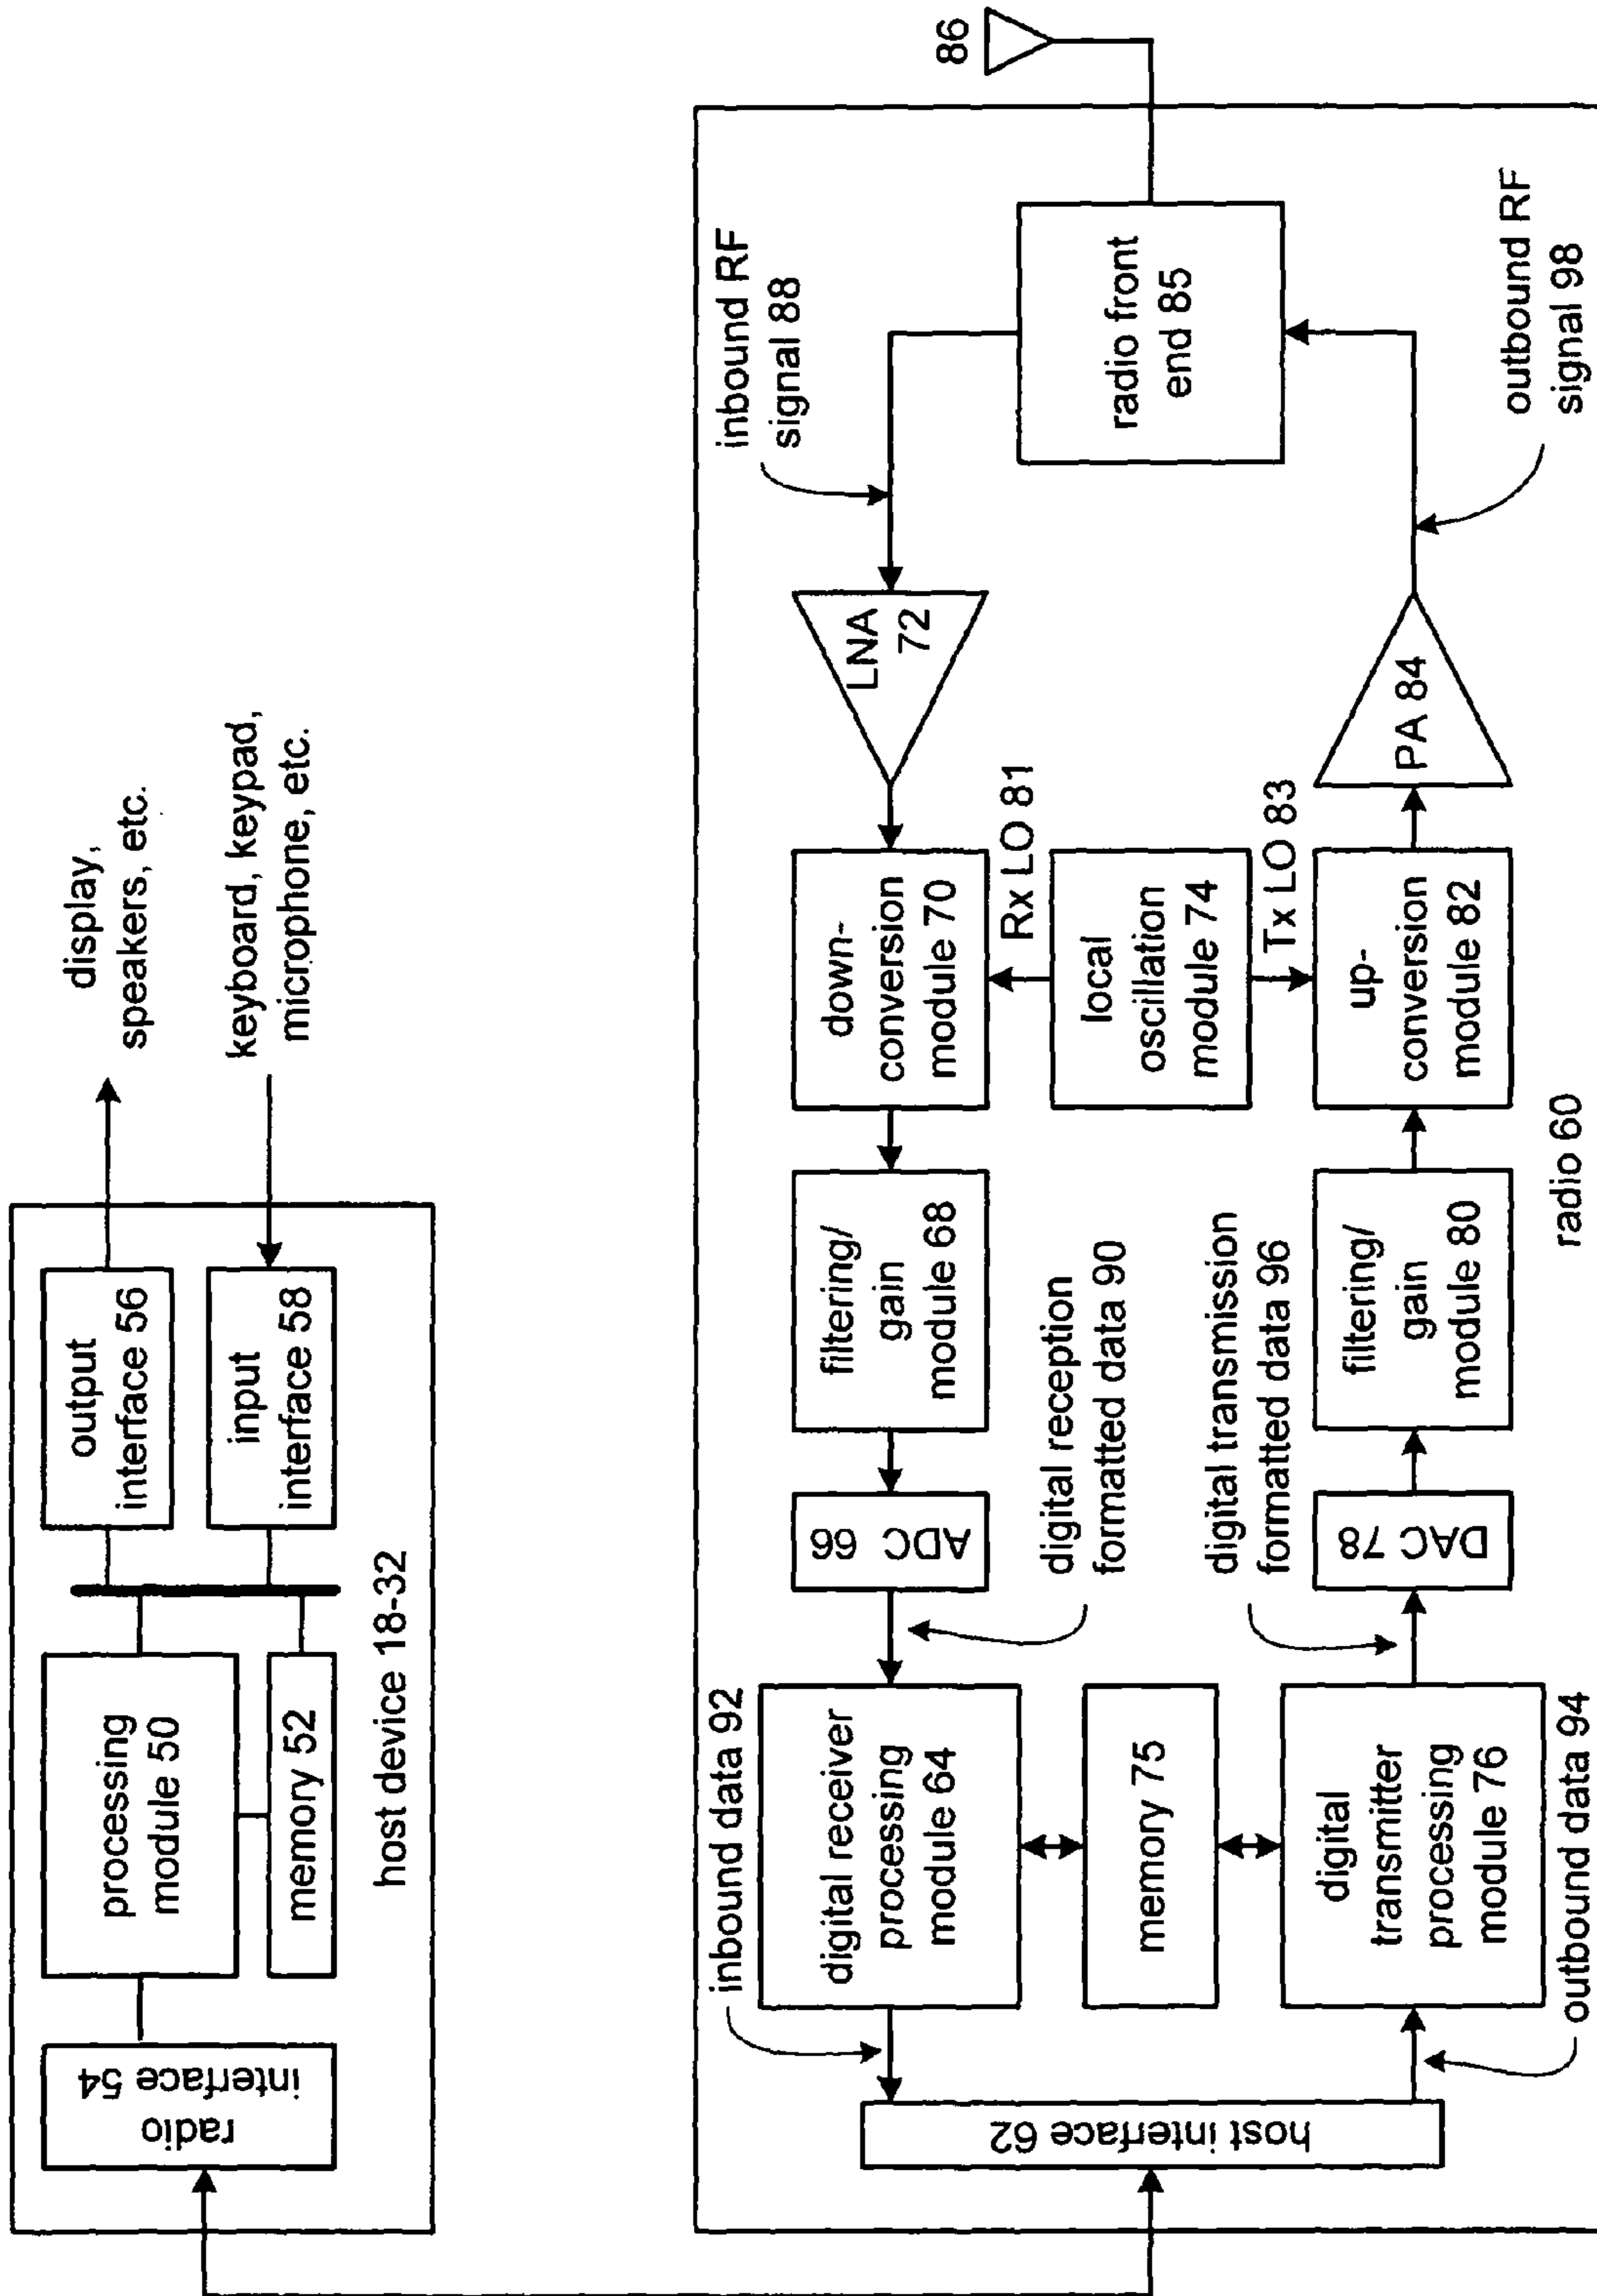 display,
speakers, etc.
keyboard, keypad,
microphone, etc.
output
interface 56
input
interface 58
processing
module 50
memory 52
radio
interface 54
host device 18-32
86
inbound RF
signal 88
radio front
end 85
outbound RF
signal 98
LNA
72
PA 84
down-
conversion
module 70
Rx LO 81
local
oscillation
module 74
Tx LO 83
up-
conversion
module 82
filtering/
gain
module 68
filtering/
gain
module 80
radio 60
digital reception
formatted data 90
digital transmission
formatted data 96
ADC 66
DAC 78
inbound data 92
digital receiver
processing
module 64
memory 75
digital
transmitter
processing
module 76
outbound data 94
host interface 62